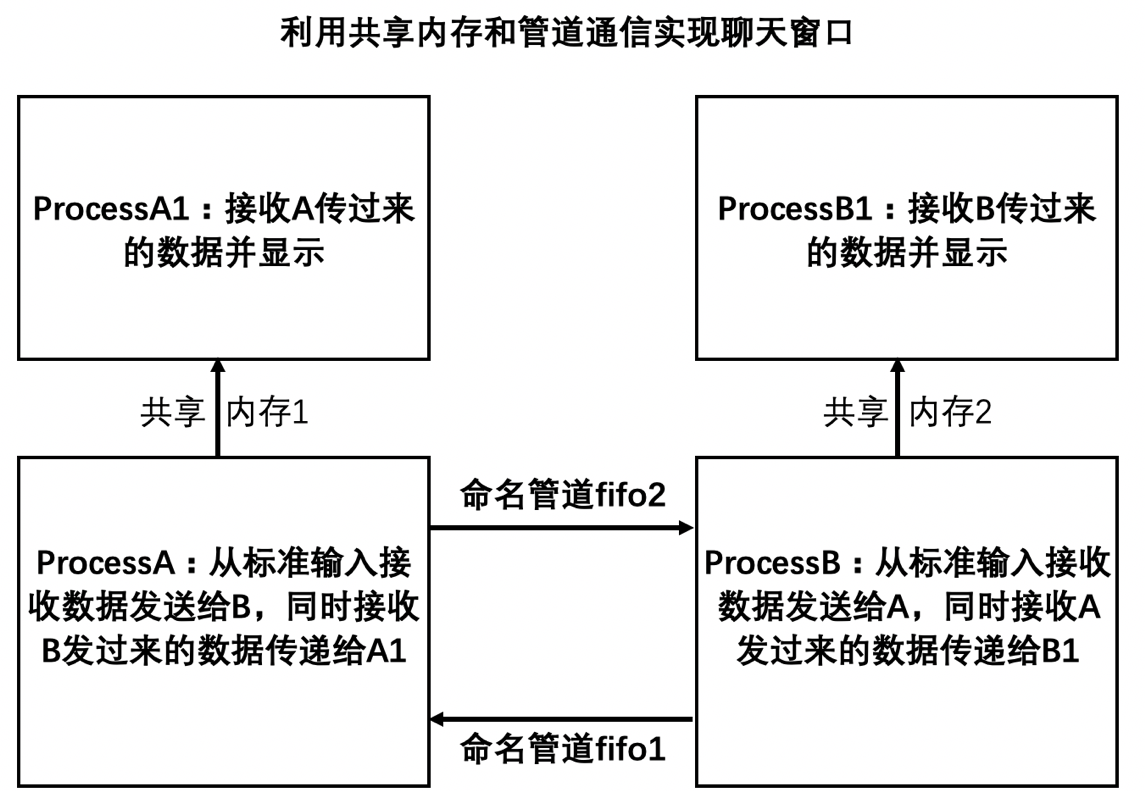 利用共享内存和管道通信实现聊天窗口
ProcessA1：接收A传过来
的数据并显示
ProcessB1：接收B传过来
的数据并显示
共享 内存1
共享 内存2
命名管道fifo2
ProcessA：从标准输入接
收数据发送给B，同时接收
B发过来的数据传递给A1
ProcessB：从标准输入接收
数据发送给A，同时接收A
发过来的数据传递给B1
命名管道fifo1